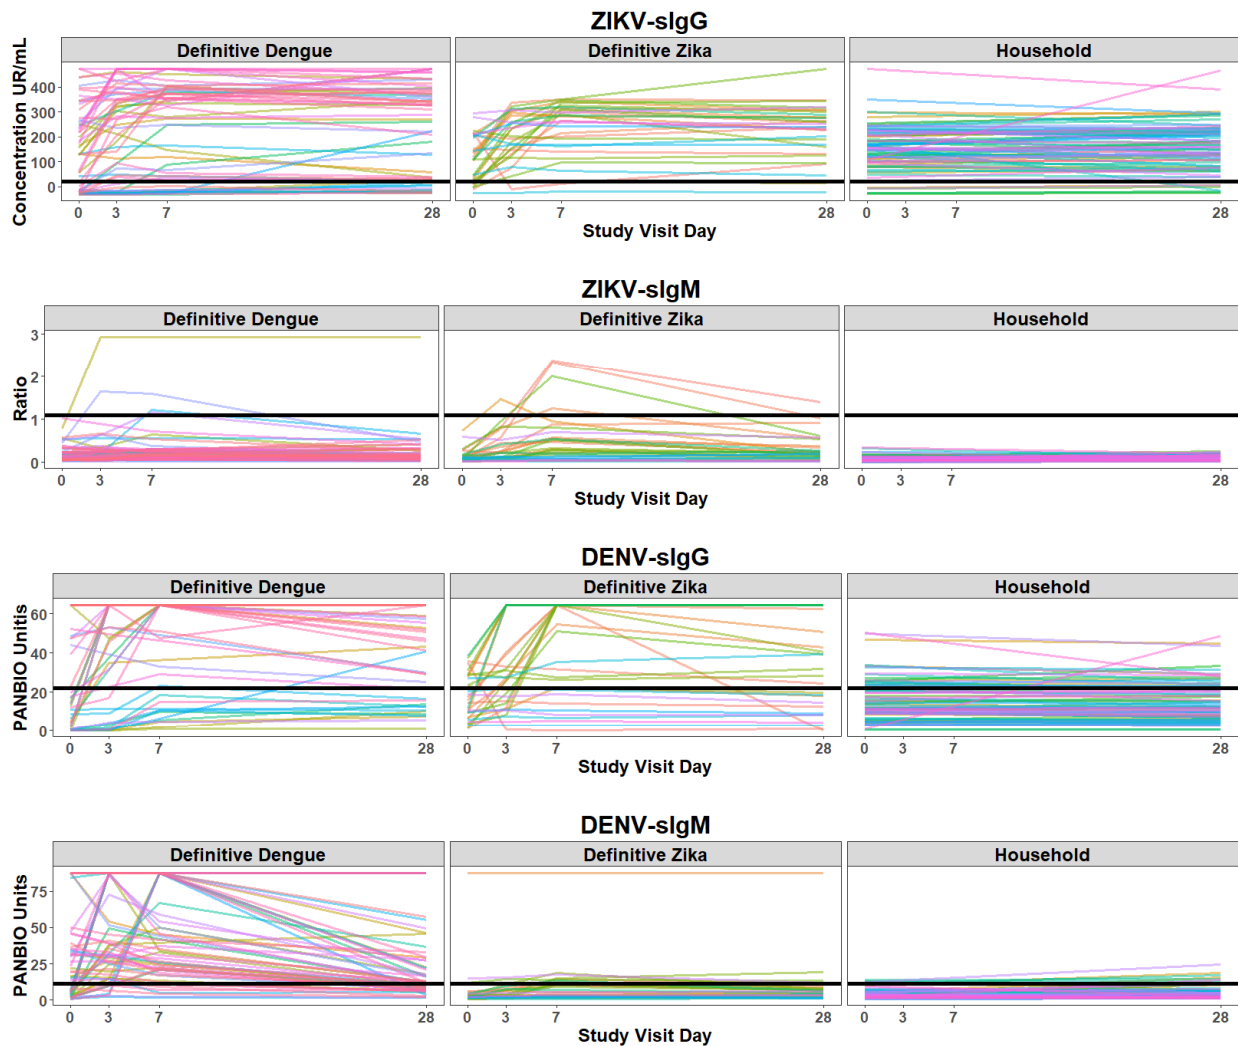 ZIKV-sIgG
Definitive Dengue Definitive Zika Household
Concentration UR/mL
400
300
200
100
0
0 3 7 28 0 3 7 28 0 3 7 28
Study Visit Day
ZIKV-sIgM
Definitive Dengue Definitive Zika Household
Ratio
3
2
1
0
0 3 7 28 0 3 7 28 0 3 7 28
Study Visit Day
DENV-sIgG
Definitive Dengue Definitive Zika Household
PANBIO Unitis
60
40
20
0
0 3 7 28 0 3 7 28 0 3 7 28
Study Visit Day
DENV-sIgM
Definitive Dengue Definitive Zika Household
PANBIO Units
75
50
25
0
0 3 7 28 0 3 7 28 0 3 7 28
Study Visit Day